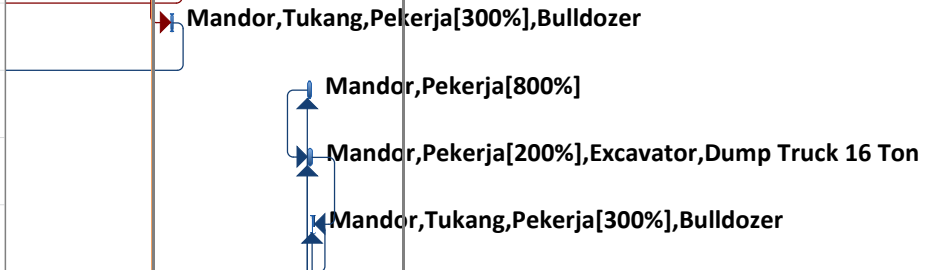 Mandor,Tukang,Pekerja[300%],Bulldozer
Mandor,Pekerja[800%]
Mandor,Pekerja[200%],Excavator,Dump Truck 16 Ton
Mandor,Tukang,Pekerja[300%],Bulldozer